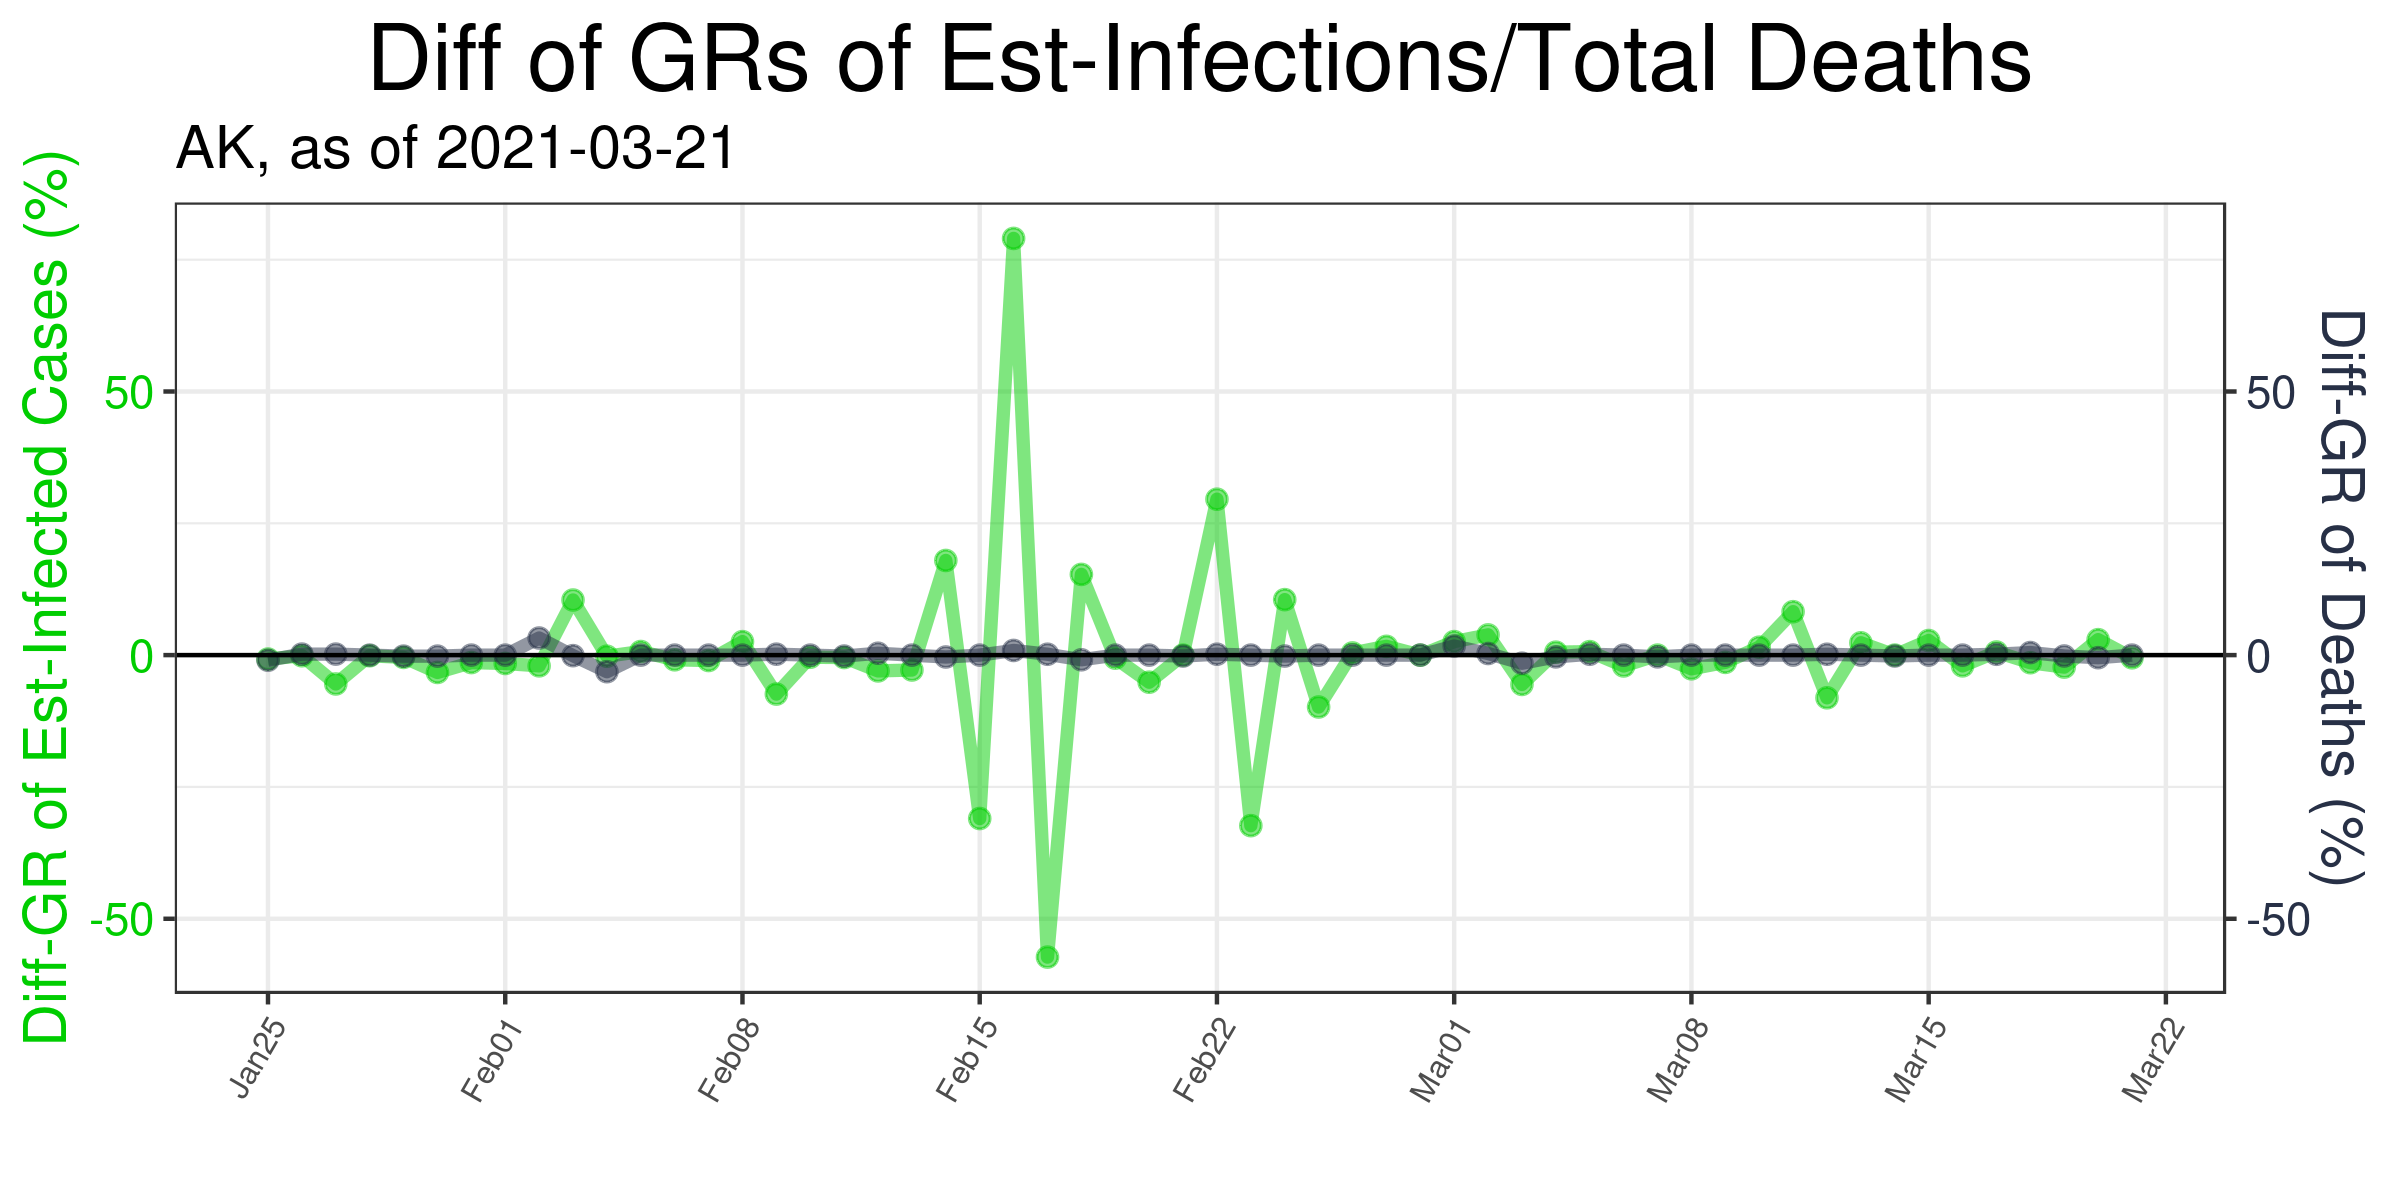 Diff of GRs of Est-Infections/Total Deaths
AK, as of 2021-03-21
Diff-GR of Est-Infected Cases (%)
50
0
-50
50
0
-50
Diff-GR of Deaths (%)
Jan25
Feb01
Feb08
Feb15
Feb22
Mar01
Mar08
Mar15
Mar22